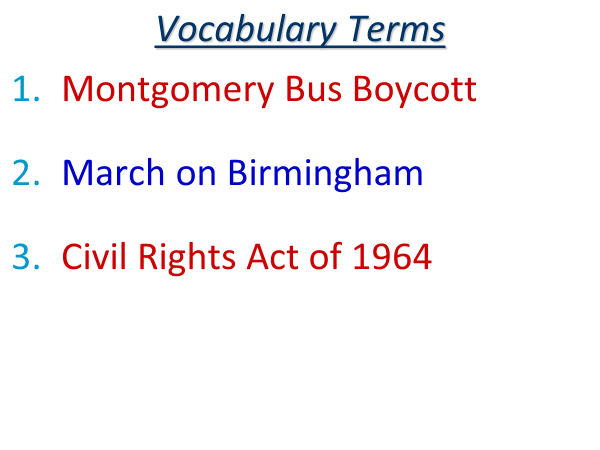 Vocabulary Terms
1. Montgomery Bus Boycott
2. March on Birmingham
3. Civil Rights Act of 1964